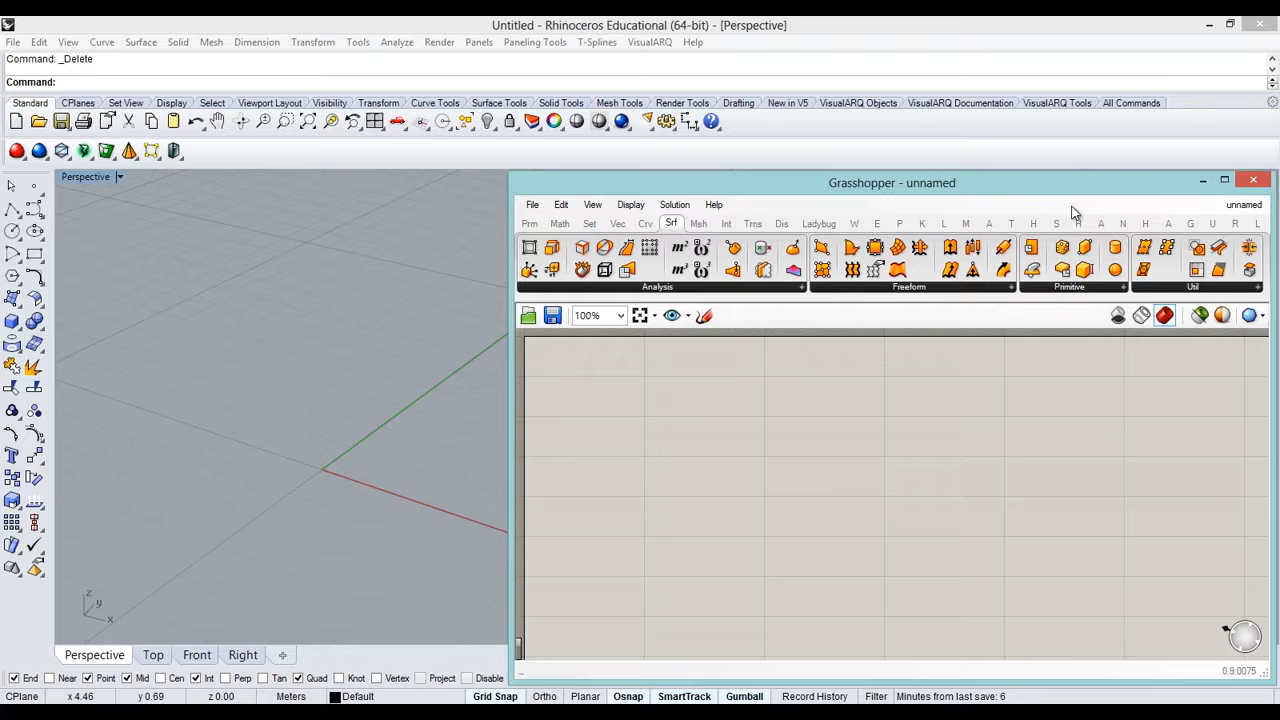 Untitled - Rhinoceros Educational (64-bit) - [Perspective]
File Edit View Curve Surface Solid Mesh Dimension Transform Tools Analyze Render Panels Paneling Tools T-Splines VisualARQ Help
Command: _Delete
Command:
Standard CPlanes Set View Display Select Viewport Layout Visibility Transform Curve Tools Surface Tools Solid Tools Mesh Tools Render Tools Drafting New in V5 VisualARQ Objects VisualARQ Documentation VisualARQ Tools All Commands
Perspective
Grasshopper - unnamed
File Edit View Display Solution Help unnamed
Prm Math Set Vec Crv Srf Msh Int Trns Dis Ladybug W E P K L M A T H S V H A N H U R L
m²
m³
Analysis Freeform Primitive Util
100%
z
y
x
0.9.0075
Perspective Top Front Right
End Near Point Mid Cen Int Perp Tan Quad Knot Vertex Project Disable
CPlane x 4.46 y 0.69 z 0.00 Meters Default Grid Snap Ortho Planar Osnap SmartTrack Gumball Record History Filter Minutes from last save: 6